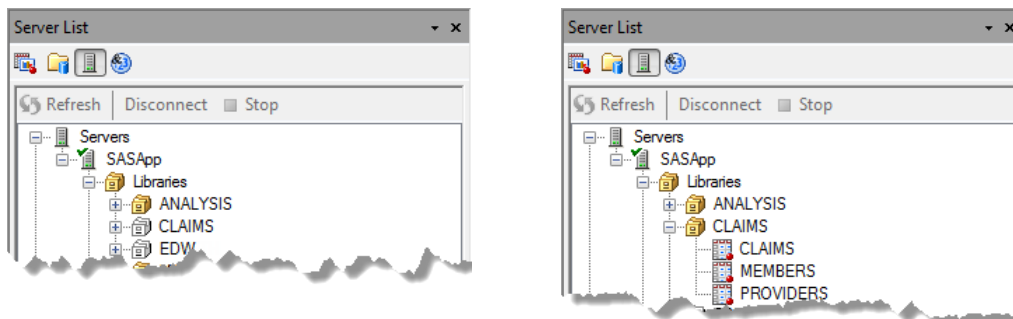 Server List
Refresh Disconnect Stop
Servers
SASApp
Libraries
ANALYSIS
CLAIMS
EDW
Server List
Refresh Disconnect Stop
Servers
SASApp
Libraries
ANALYSIS
CLAIMS
CLAIMS
MEMBERS
PROVIDERS